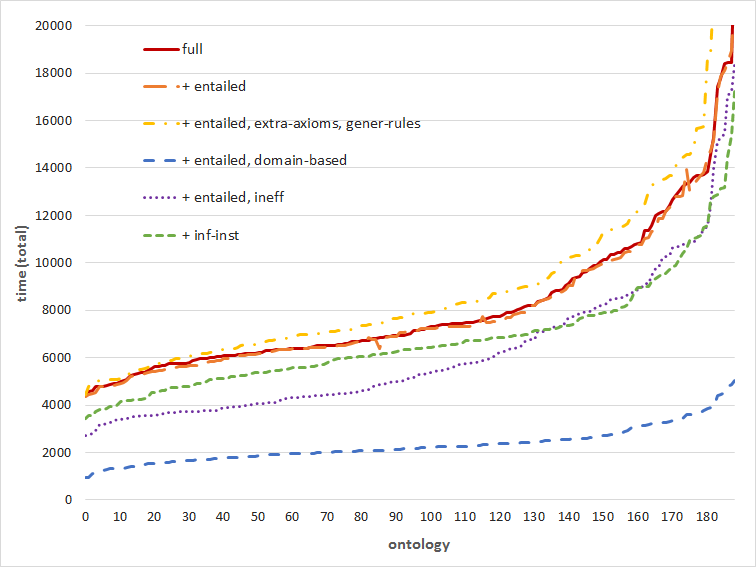 20000
18000
16000
14000
12000
10000
8000
6000
4000
2000
0
time (total)
full
+ entailed
+ entailed, extra-axioms, gener-rules
+ entailed, domain-based
+ entailed, ineff
+ inf-inst
0 10 20 30 40 50 60 70 80 90 100 110 120 130 140 150 160 170 180
ontology